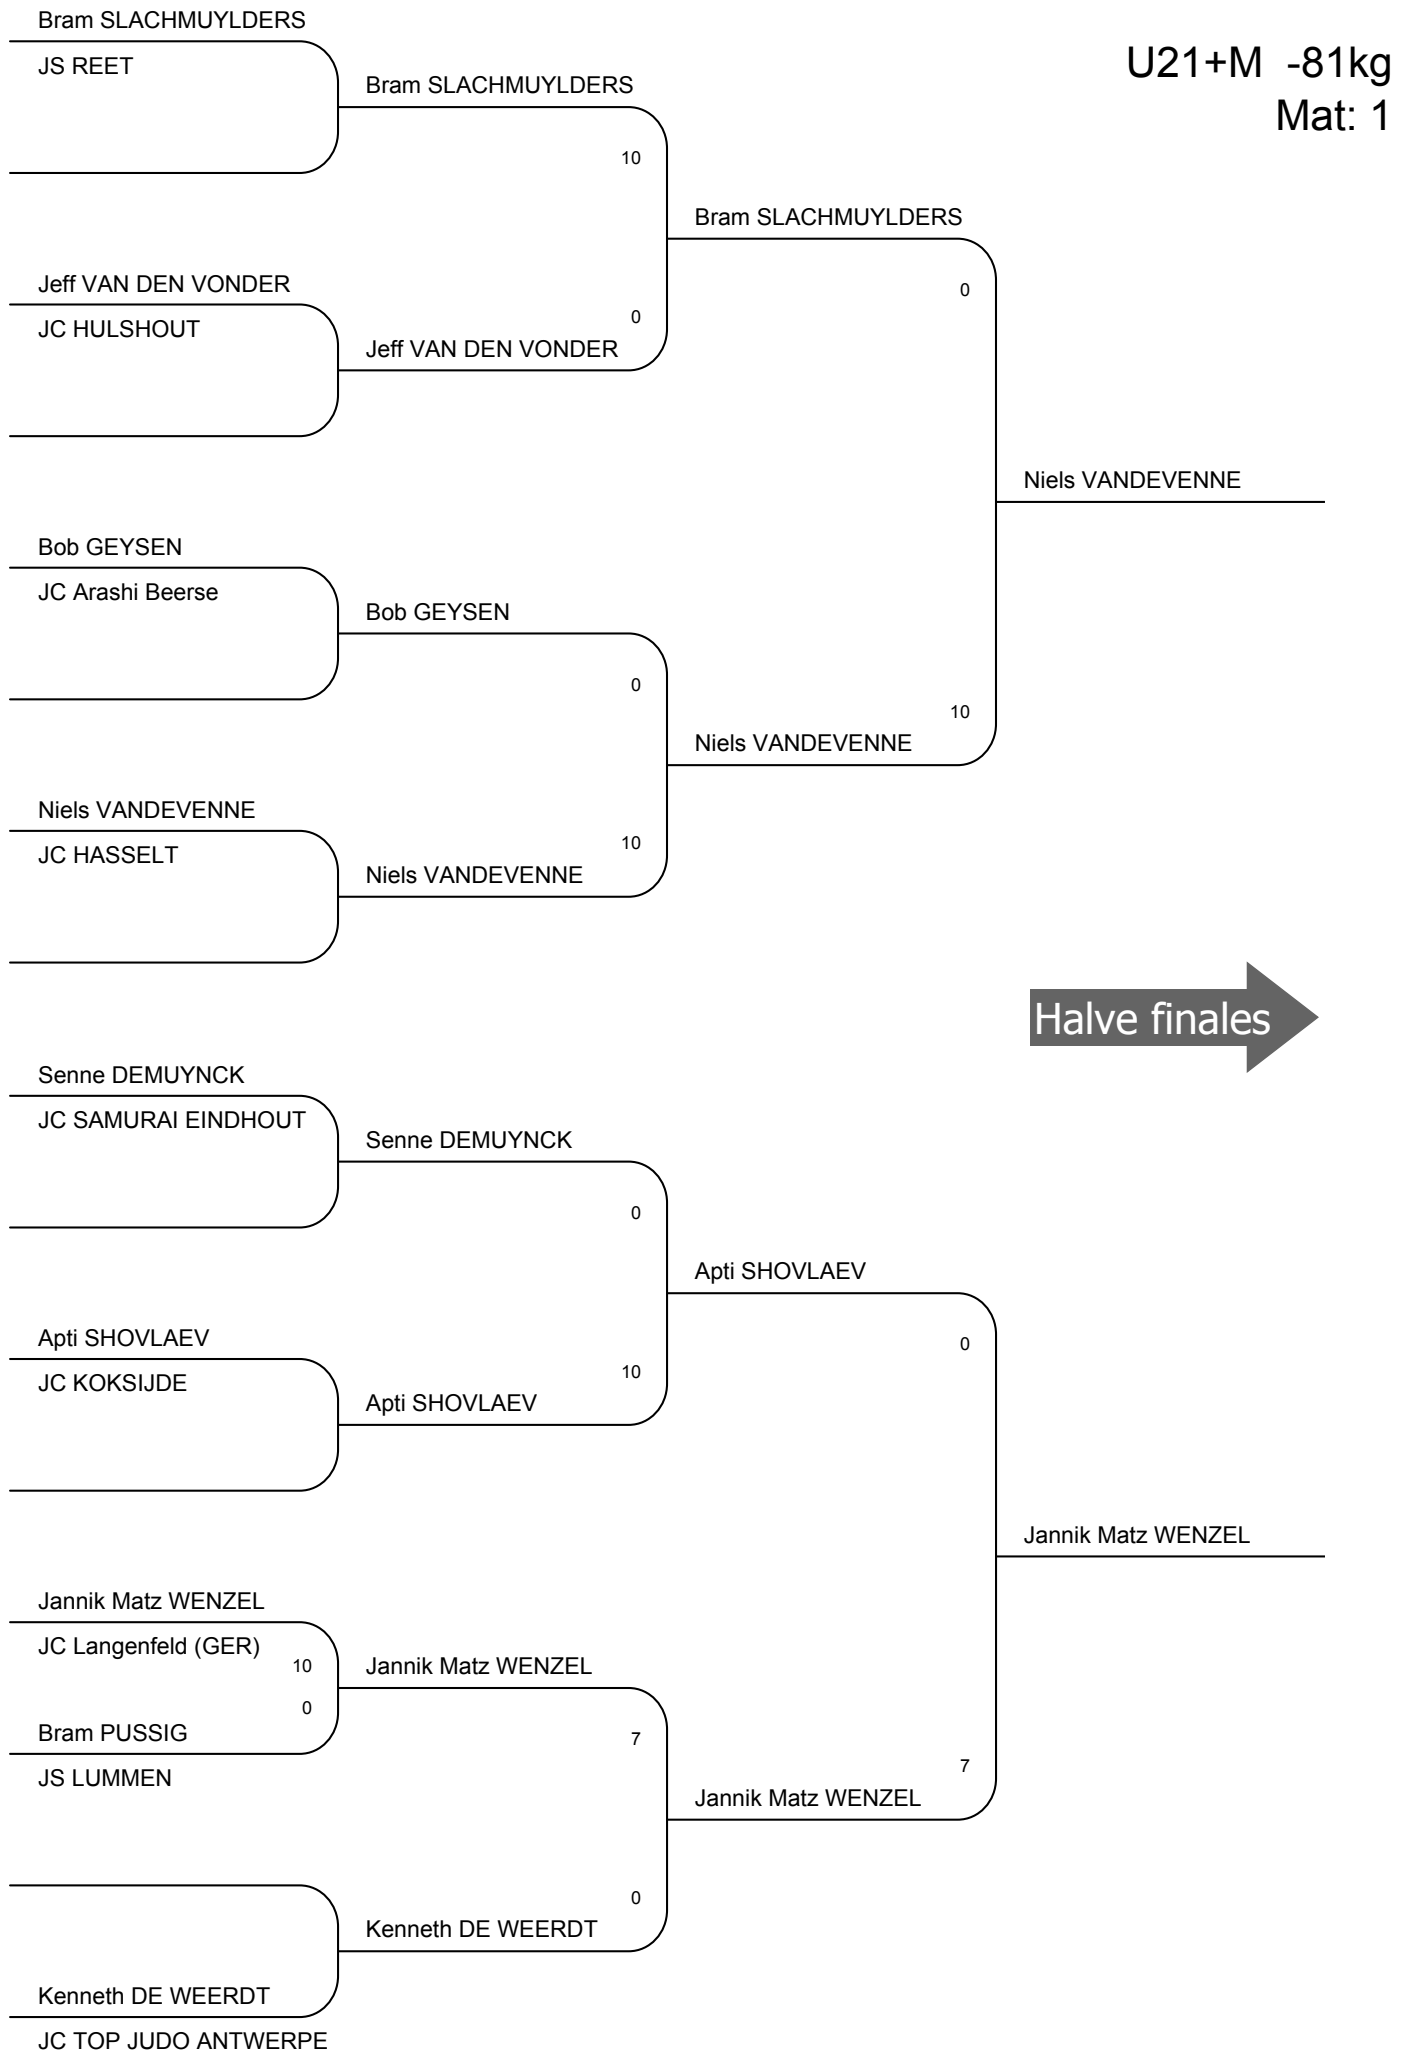 Bram SLACHMUYLDERS
JS REET
U21+M -81kg
Mat: 1
Bram SLACHMUYLDERS
10
Bram SLACHMUYLDERS
Jeff VAN DEN VONDER
0
0
JC HULSHOUT
Jeff VAN DEN VONDER
Niels VANDEVENNE
Bob GEYSEN
JC Arashi Beerse
Bob GEYSEN
0
10
Niels VANDEVENNE
Niels VANDEVENNE
10
JC HASSELT
Niels VANDEVENNE
Halve finales
Senne DEMUYNCK
JC SAMURAI EINDHOUT
Senne DEMUYNCK
0
Apti SHOVLAEV
Apti SHOVLAEV
0
10
JC KOKSIJDE
Apti SHOVLAEV
Jannik Matz WENZEL
Jannik Matz WENZEL
JC Langenfeld (GER)
10
Jannik Matz WENZEL
0
Bram PUSSIG
7
7
JS LUMMEN
Jannik Matz WENZEL
0
Kenneth DE WEERDT
Kenneth DE WEERDT
JC TOP JUDO ANTWERPE